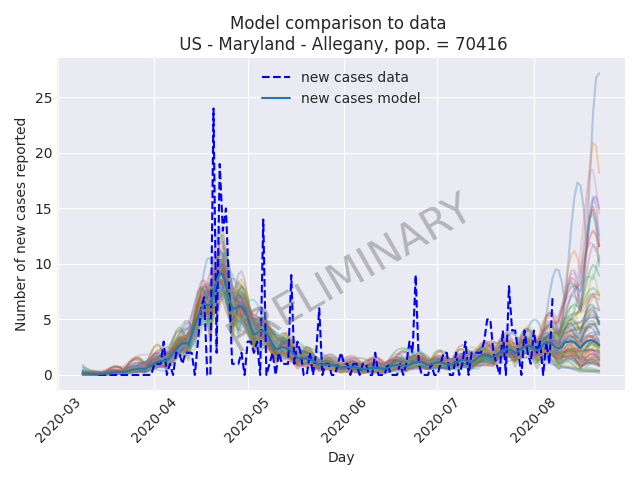 Model comparison to data
US - Maryland - Allegany, pop. = 70416
new cases data
new cases model
PRELIMINARY
Number of new cases reported
25
20
15
10
5
0
2020-03
2020-04
2020-05
2020-06
2020-07
2020-08
Day